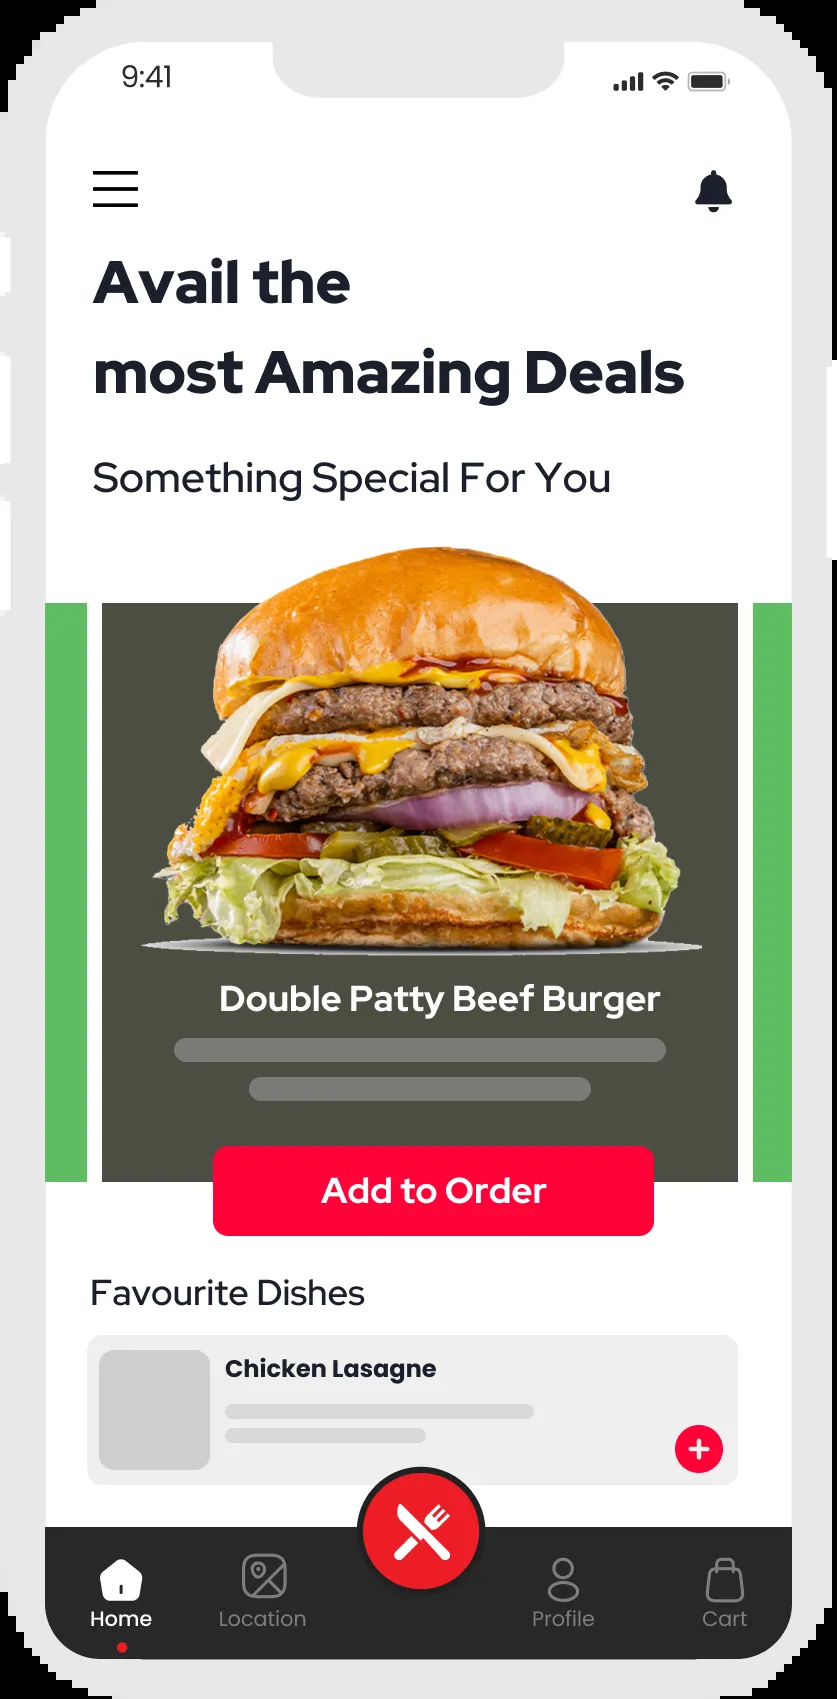 9:41
Avail the
most Amazing Deals
Something Special For You
Double Patty Beef Burger
Add to Order
Favourite Dishes
Chicken Lasagne
Home
Location
Profile
Cart